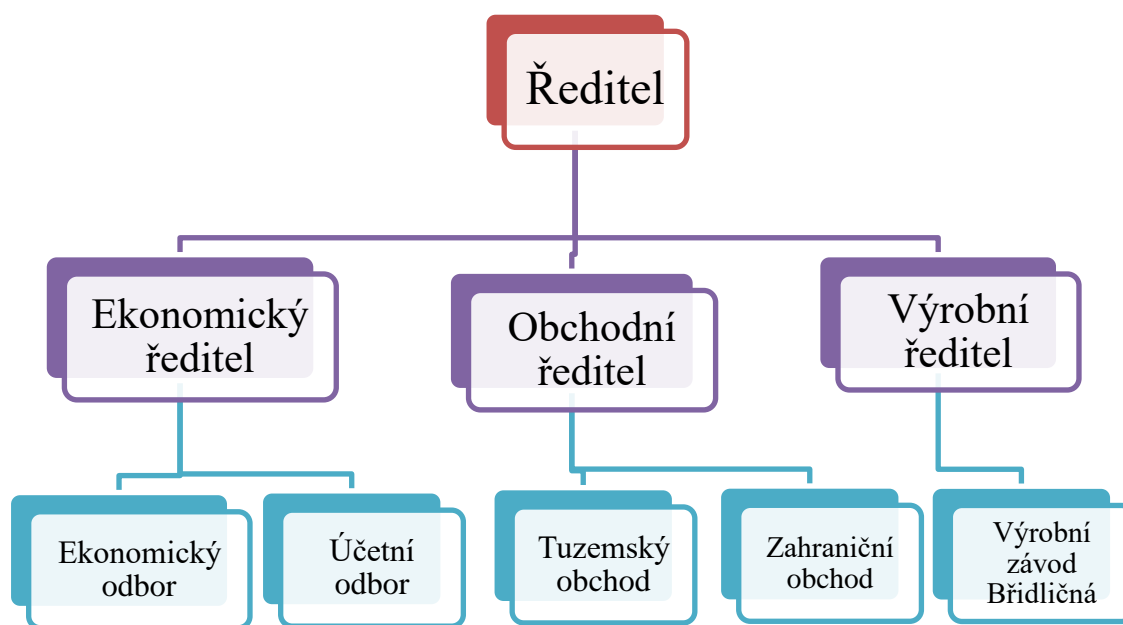 Ředitel
Ekonomický
ředitel
Obchodní
ředitel
Výrobní
ředitel
Ekonomický
odbor
Účetní
odbor
Tuzemský
obchod
Zahraniční
obchod
Výrobní
závod
Břidličná